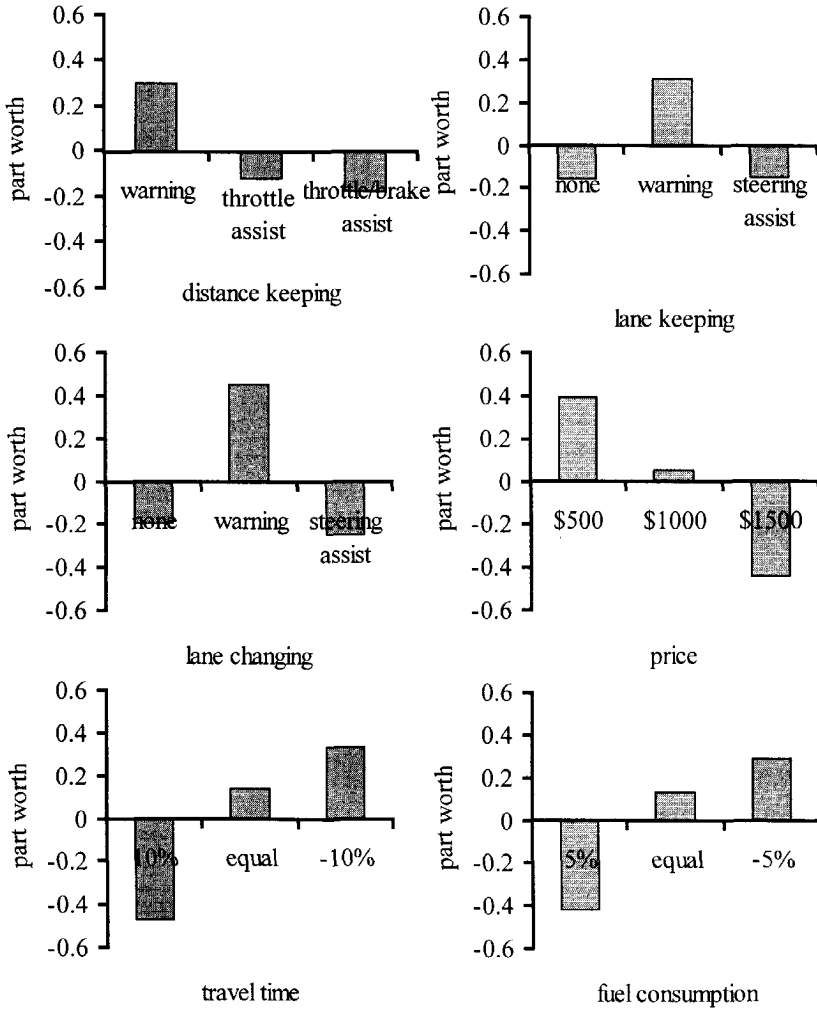 0.6
0.4
0.2
0
-0.2
-0.4
-0.6
part worth
warning
throttle
assist
throttle/brake
assist
distance keeping
0.6
0.4
0.2
0
-0.2
-0.4
-0.6
part worth
none
warning
steering
assist
lane keeping
0.6
0.4
0.2
0
-0.2
-0.4
-0.6
part worth
none
warning
steering
assist
lane changing
0.6
0.4
0.2
0
-0.2
-0.4
-0.6
part worth
$500
$1000
$1500
price
0.6
0.4
0.2
0
-0.2
-0.4
-0.6
part worth
10%
equal
-10%
travel time
0.6
0.4
0.2
0
-0.2
-0.4
-0.6
part worth
5%
equal
-5%
fuel consumption